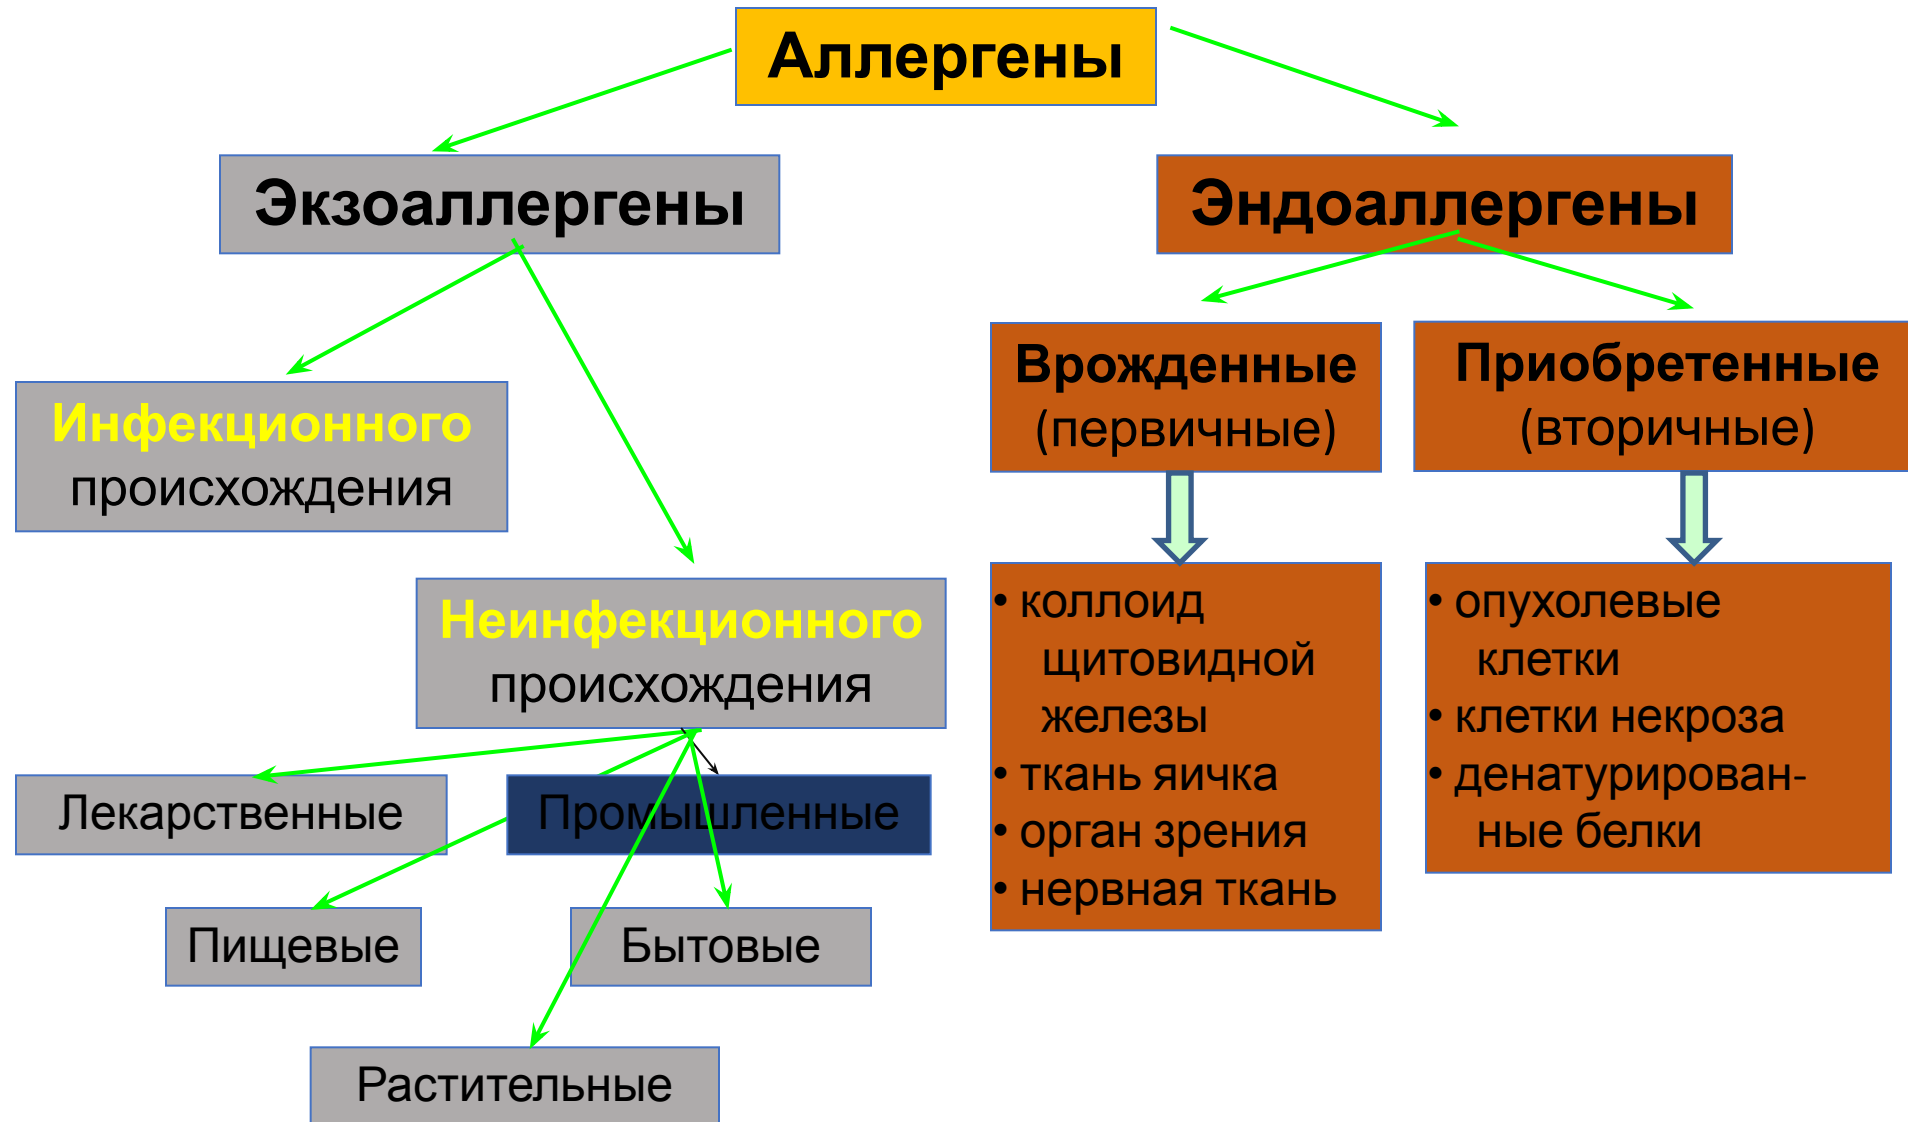 Аллергены
Экзоаллергены
Эндоаллергены
Инфекционного
происхождения
Неинфекционного
происхождения
Лекарственные
Промышленные
Пищевые
Бытовые
Растительные
Врожденные
(первичные)
Приобретенные
(вторичные)
• коллоид
щитовидной
железы
• ткань яичка
• орган зрения
• нервная ткань
• опухолевые
клетки
• клетки некроза
• денатурирован-
ные белки